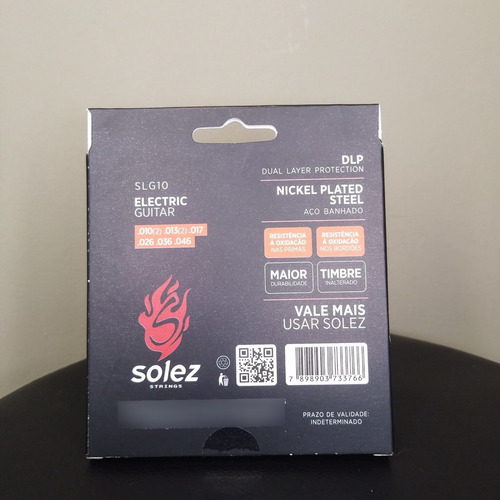 SLG10
ELECTRIC
GUITAR
.010(2) .013(2) .017
.026 .036 .046
solez
STRINGS
DLP
DUAL LAYER PROTECTION
NICKEL PLATED
STEEL
AÇO BANHADO
RESISTÊNCIA
À OXIDAÇÃO
NAS PRIMAS
RESISTÊNCIA
À OXIDAÇÃO
NOS BORDÕES
MAIOR
DURABILIDADE
TIMBRE
INALTERADO
VALE MAIS
USAR SOLEZ
7 898903 733766
PRAZO DE VALIDADE:
INDETERMINADO